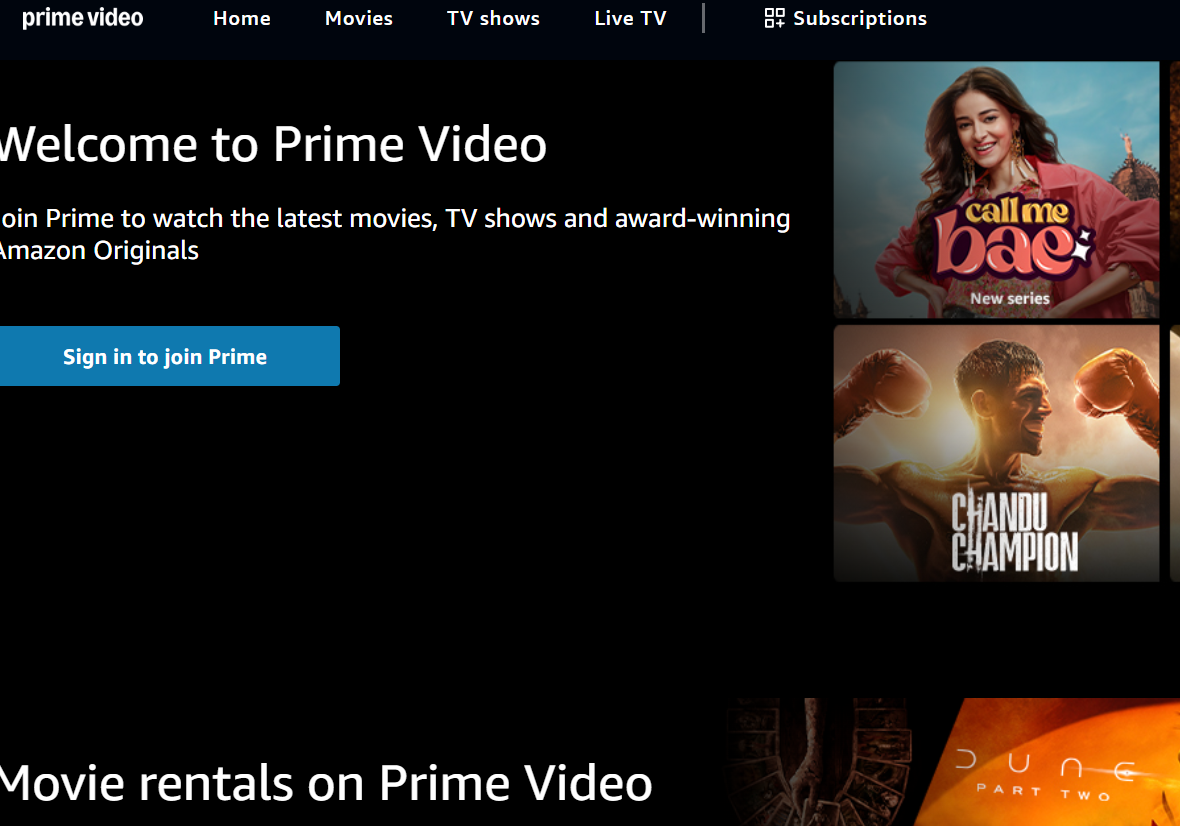 prime video Home Movies TV shows Live TV Subscriptions
Welcome to Prime Video
oin Prime to watch the latest movies, TV shows and award-winning
Amazon Originals
Sign in to join Prime
call me
bae
New series
CHANDU
CHAMPION
Movie rentals on Prime Video
DUNE
PART TWO